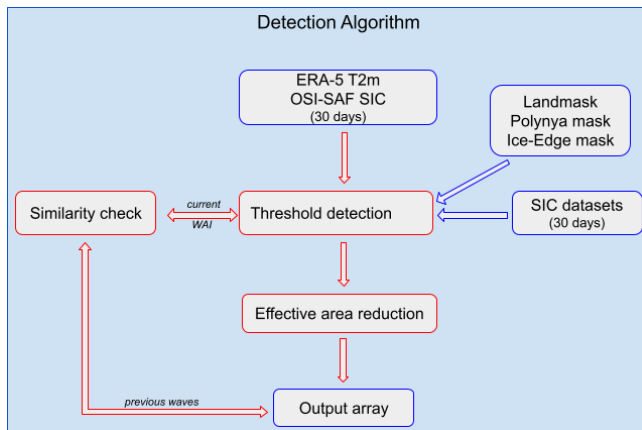 Detection Algorithm
ERA-5 T2m
OSI-SAF SIC
(30 days)
Landmask
Polynya mask
Ice-Edge mask
Similarity check
current
WAI
Threshold detection
SIC datasets
(30 days)
Effective area reduction
previous waves
Output array